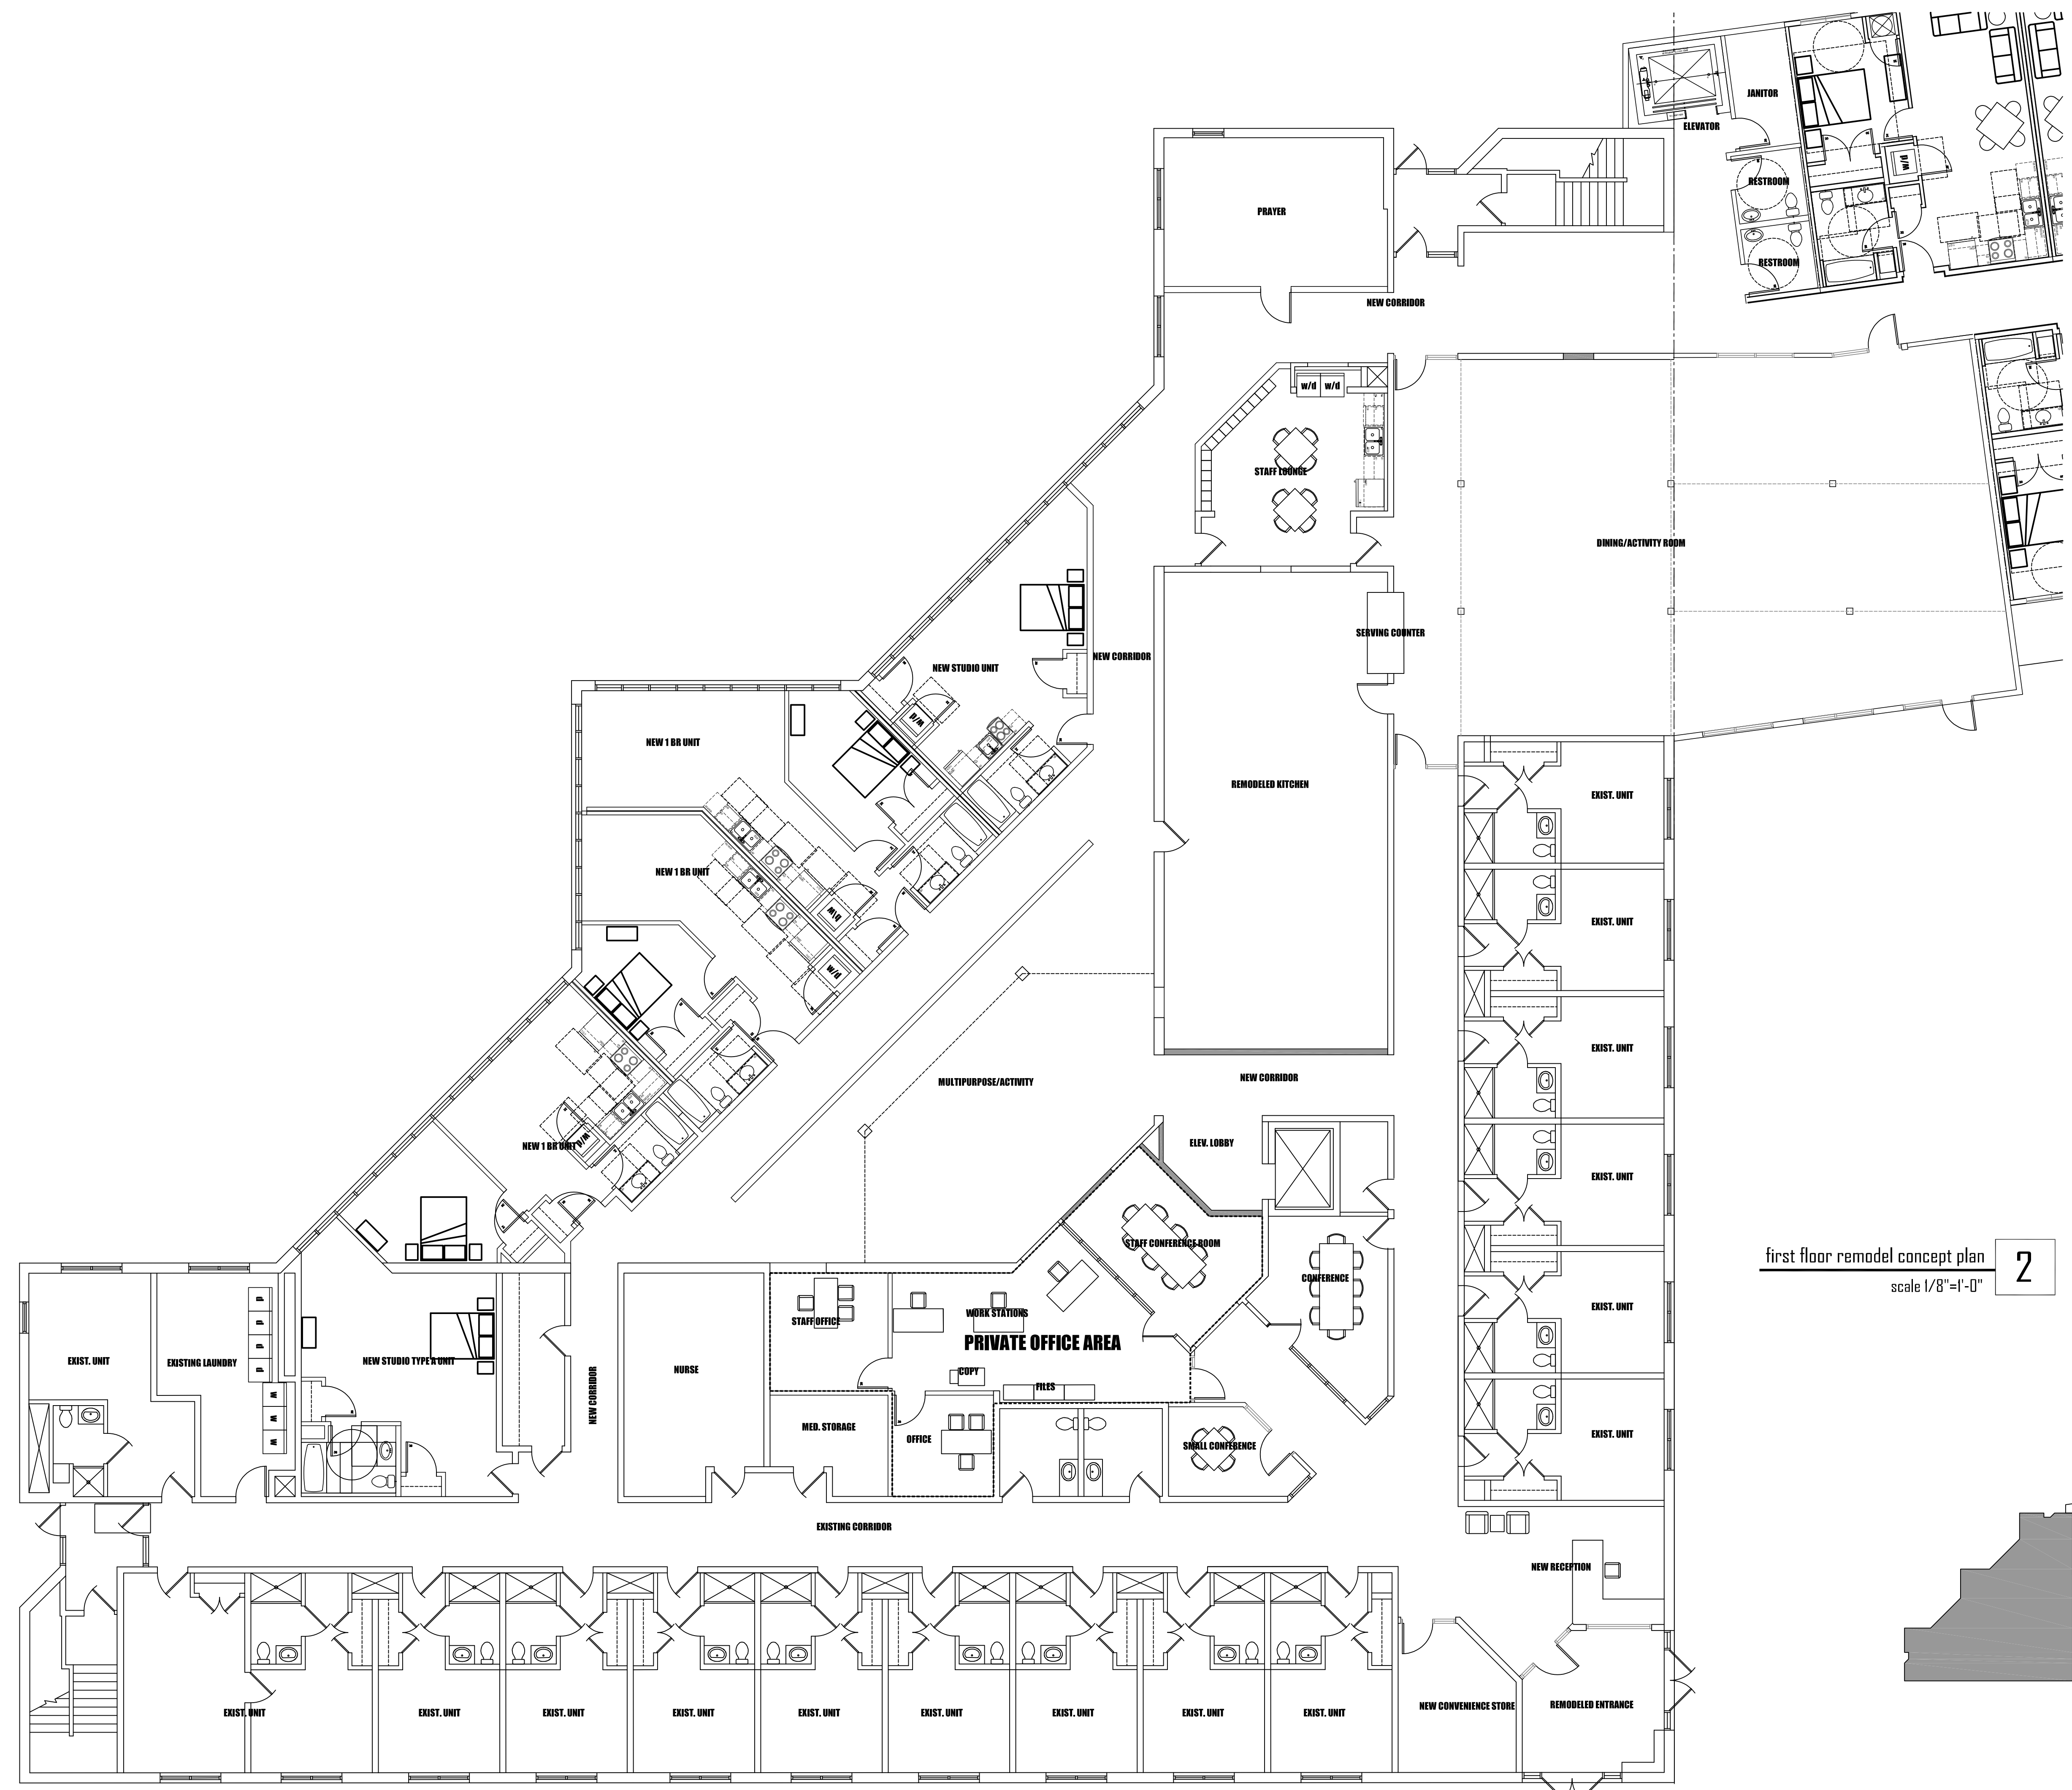 JANITOR
ELEVATOR
w/d
RESTROOM
PRAYER
RESTROOM
NEW CORRIDOR
w/d w/d
STAFF LOUNGE
DINING/ACTIVITY ROOM
SERVING COUNTER
NEW CORRIDOR
NEW STUDIO UNIT
w/d
NEW 1 BR UNIT
REMODELED KITCHEN
EXIST. UNIT
NEW 1 BR UNIT
w/d
EXIST. UNIT
w/d
EXIST. UNIT
NEW CORRIDOR
MULTIPURPOSE/ACTIVITY
ELEV. LOBBY
NEW 1 BR UNIT
w/d
EXIST. UNIT
STAFF CONFERENCE ROOM
CONFERENCE
first floor remodel concept plan
2
scale 1/8"=1'-0"
EXIST. UNIT
WORK STATIONS
STAFF OFFICE
PRIVATE OFFICE AREA
EXIST. UNIT
EXISTING LAUNDRY
d
d
d
d
W
W
W
NEW STUDIO TYPE A UNIT
NEW CORRIDOR
NURSE
COPY
FILES
MED. STORAGE
OFFICE
SMALL CONFERENCE
EXIST. UNIT
EXISTING CORRIDOR
NEW RECEPTION
EXIST. UNIT
EXIST. UNIT
EXIST. UNIT
EXIST. UNIT
EXIST. UNIT
EXIST. UNIT
EXIST. UNIT
EXIST. UNIT
EXIST. UNIT
NEW CONVENIENCE STORE
REMODELED ENTRANCE